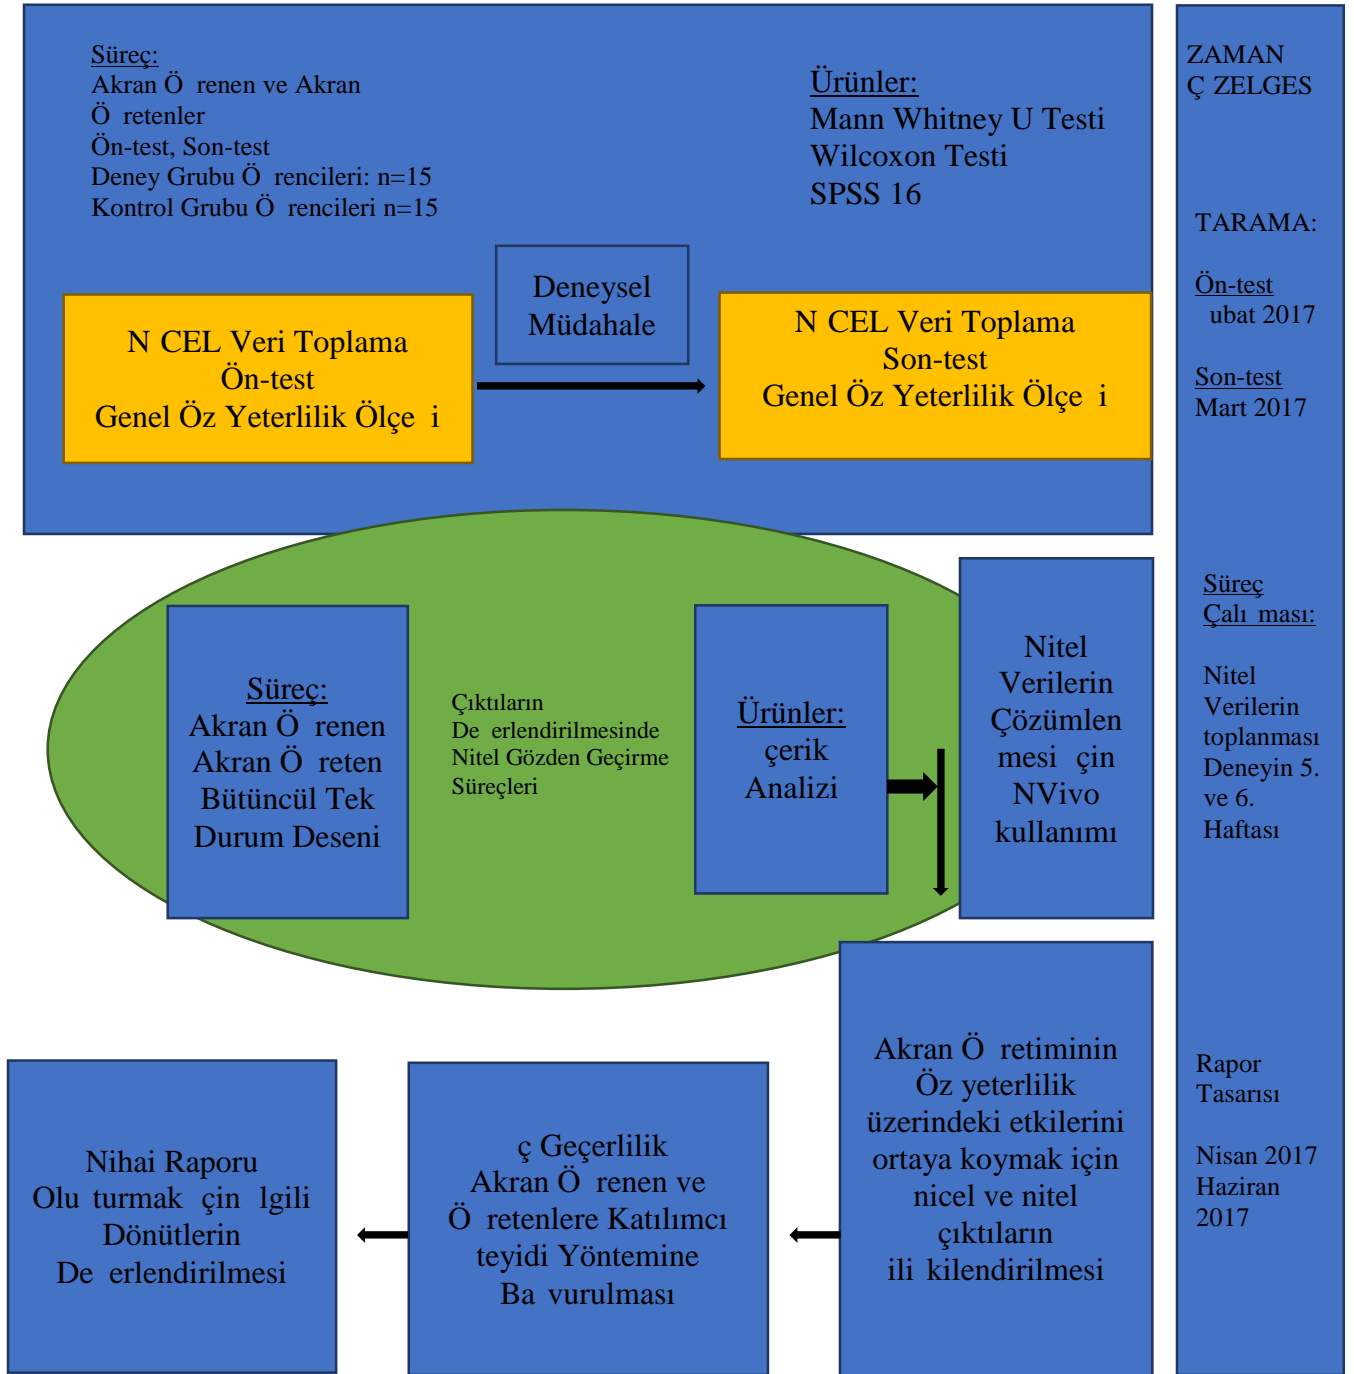 Süreç:
Akran Ö renen ve Akran
Ö retenler
Ön-test, Son-test
Deney Grubu Ö rencileri: n=15
Kontrol Grubu Ö rencileri n=15
Ürünler:
Mann Whitney U Testi
Wilcoxon Testi
SPSS 16
Deneysel
Müdahale
N CEL Veri Toplama
Ön-test
Genel Öz Yeterlilik Ölçe i
N CEL Veri Toplama
Son-test
Genel Öz Yeterlilik Ölçe i
Süreç:
Akran Ö renen
Akran Ö reten
Bütüncül Tek
Durum Deseni
Çıktıların
De erlendirilmesinde
Nitel Gözden Geçirme
Süreçleri
Ürünler:
çerik
Analizi
Nitel
Verilerin
Çözümlen
mesi çin
NVivo
kullanımı
Akran Ö retiminin
Öz yeterlilik
üzerindeki etkilerini
ortaya koymak için
nicel ve nitel
çıktıların
ili kilendirilmesi
ç Geçerlilik
Akran Ö renen ve
Ö retenlere Katılımcı
teyidi Yöntemine
Ba vurulması
Nihai Raporu
Olu turmak çin lgili
Dönütlerin
De erlendirilmesi
ZAMAN
Ç ZELGES
TARAMA:
Ön-test
ubat 2017
Son-test
Mart 2017
Süreç
Çalı ması:
Nitel
Verilerin
toplanması
Deneyin 5.
ve 6.
Haftası
Rapor
Tasarısı
Nisan 2017
Haziran
2017